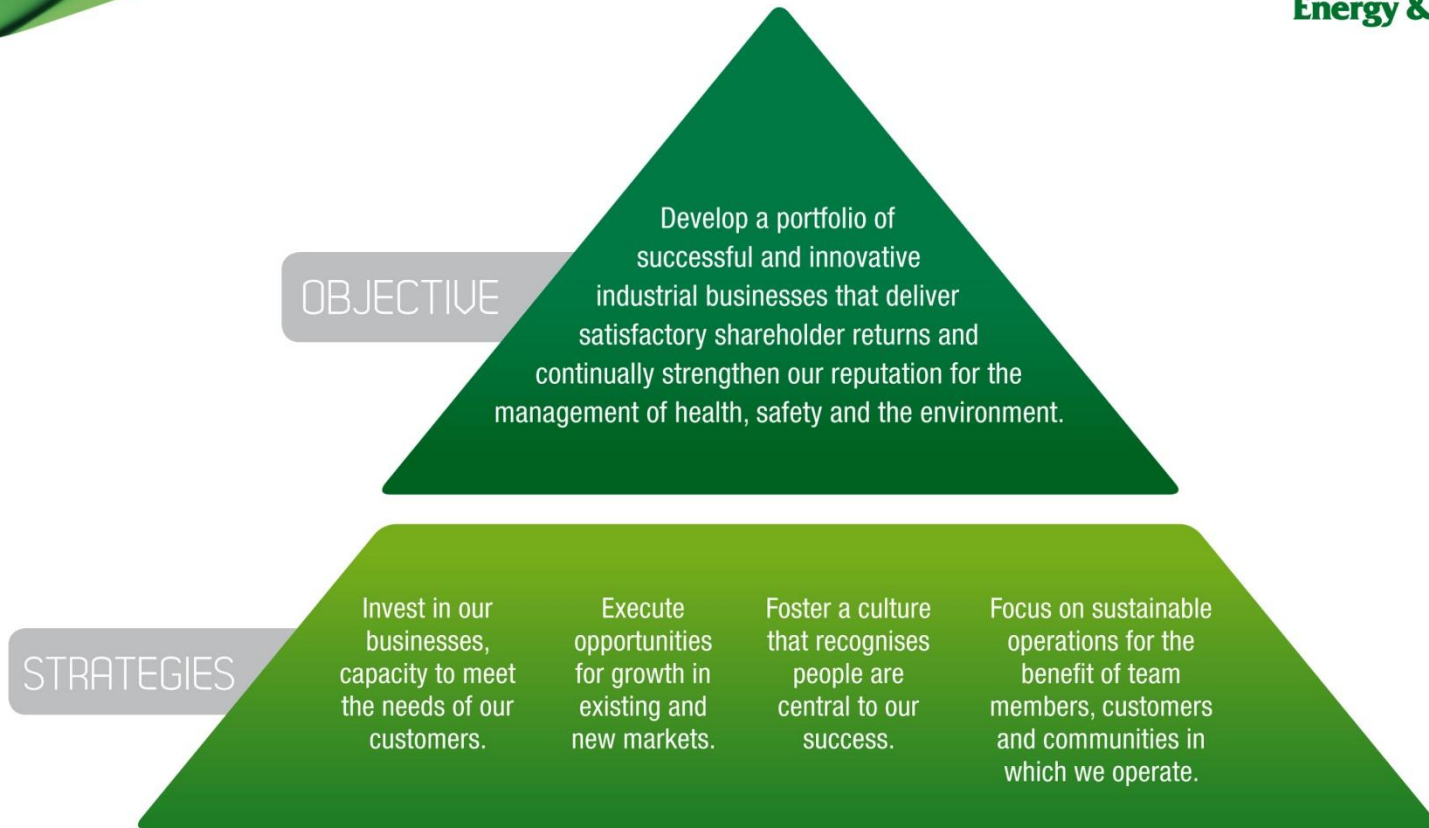 Energy &
Develop a portfolio of
successful and innovative
industrial businesses that deliver
satisfactory shareholder returns and
continually strengthen our reputation for the
management of health, safety and the environment.
OBJECTIVE
Invest in our
businesses,
capacity to meet
the needs of our
customers.
Execute
opportunities
for growth in
existing and
new markets.
Foster a culture
that recognises
people are
central to our
success.
Focus on sustainable
operations for the
benefit of team
members, customers
and communities in
which we operate.
STRATEGIES